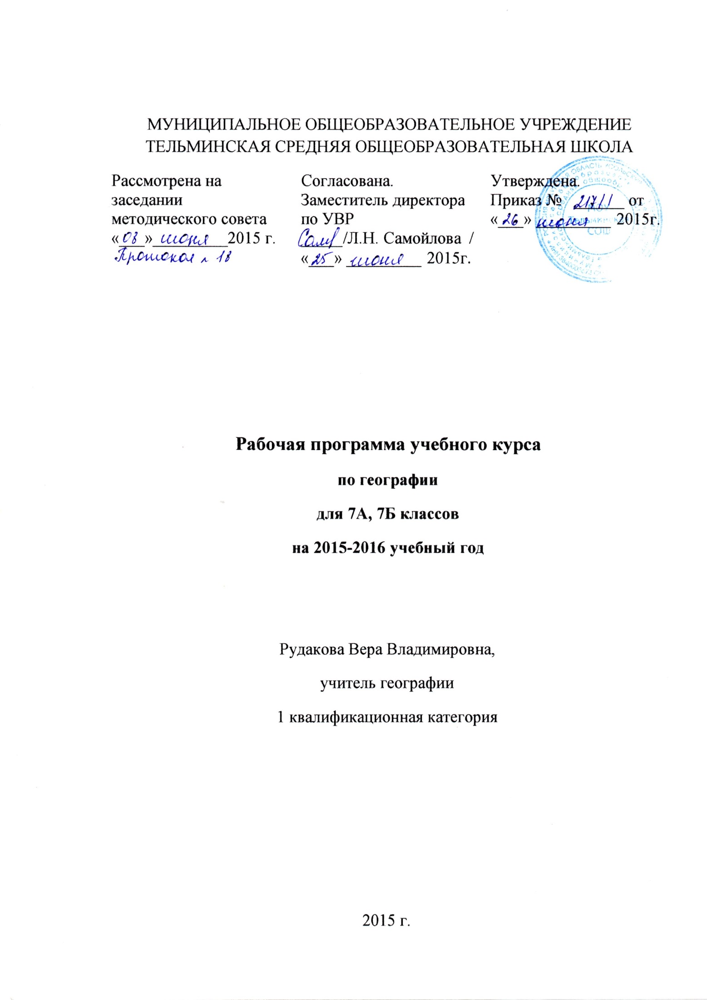 МУНИЦИПАЛЬНОЕ ОБЩЕОБРАЗОВАТЕЛЬНОЕ УЧРЕЖДЕНИЕ
ТЕЛЬМИНСКАЯ СРЕДНЯЯ ОБЩЕОБРАЗОВАТЕЛЬНАЯ ШКОЛА
Рассмотрена на
заседании
методического совета
«08» июня 2015 г.
Протокол 18
Согласована.
Заместитель директора
по УВР
/Л.Н. Самойлова /
«25» июня 2015г.
Утверждена.
Приказ № 217/1 от
«26» июня 2015г.
МОУ
Тельминская
СОШ
Рабочая программа учебного курса
по географии
для 7А, 7Б классов
на 2015-2016 учебный год
Рудакова Вера Владимировна,
учитель географии
1 квалификационная категория
2015 г.